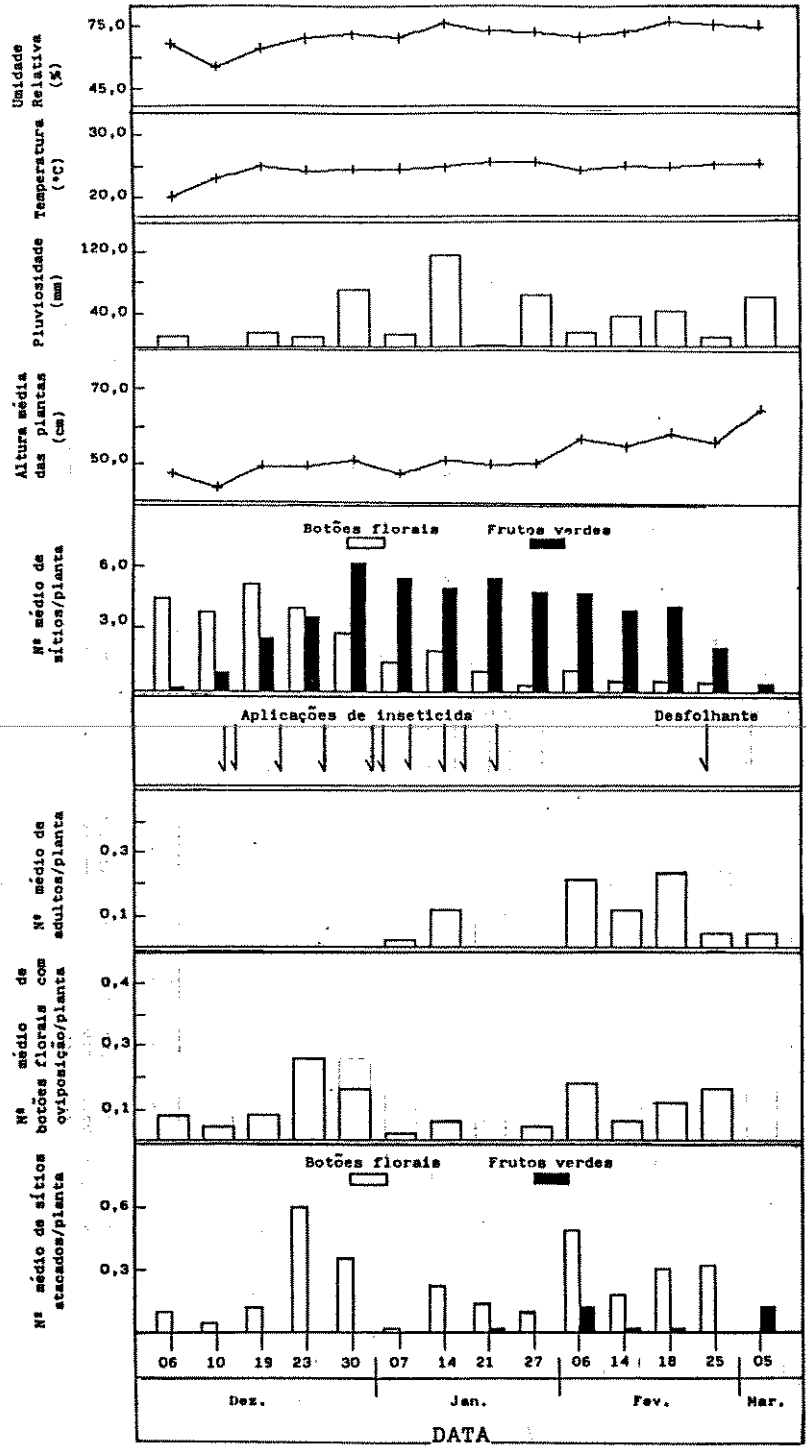 Umidade
Relativa
(%)
75,0
45,0
Temperatura
(°C)
30,0
20,0
Pluviosidade
(mm)
120,0
40,0
Altura média
das plantas
(cm)
70,0
50,0
Nº médio de
sítios/planta
6,0
3,0
Botões florais
Frutos verdes
Aplicações de inseticida
Desfolhante
Nº médio de
adultos/planta
0,3
0,1
Nº médio de
botões florais com
oviposição/planta
0,4
0,3
0,1
Nº médio de sítios
atacados/planta
0,6
0,3
Botões florais
Frutos verdes
06 10 19 23 30 07 14 21 27 06 14 18 25 05
Dez. Jan. Fev. Mar.
DATA